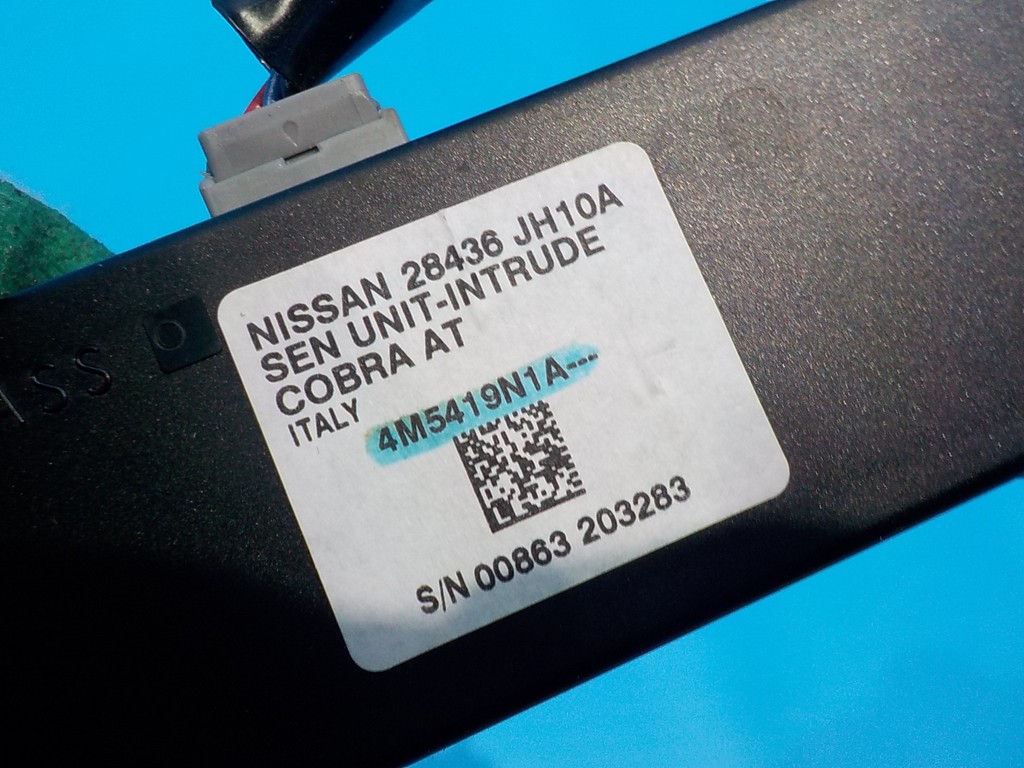 NISSAN 28436 JH10A
SEN UNIT-INTRUDE
COBRA AT
ITALY
4M5419N1A---
S/N 00863 203283